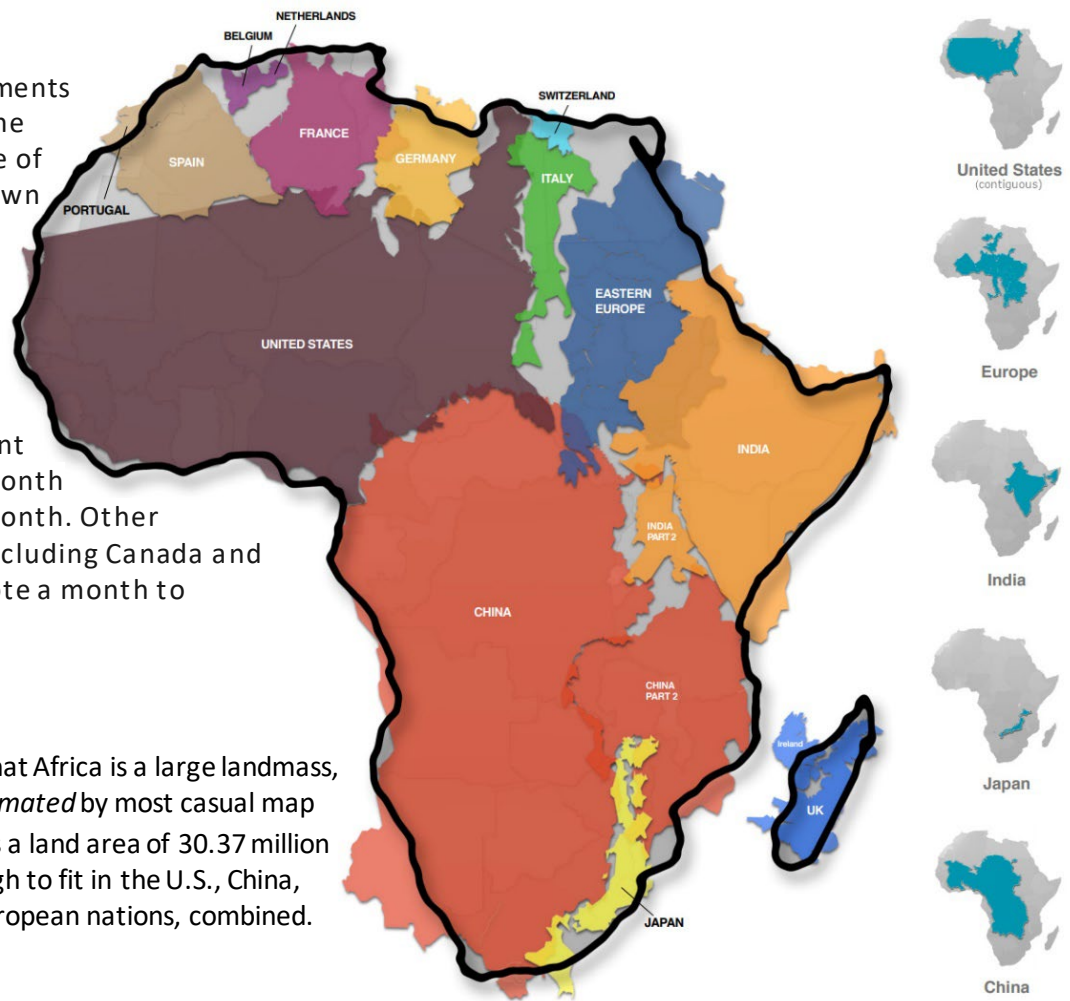 NETHERLANDS
BELGIUM
SWITZERLAND
FRANCE
GERMANY
SPAIN
ITALY
PORTUGAL
EASTERN
EUROPE
UNITED STATES
INDIA
INDIA
PART 2
CHINA
CHINA
PART 2
Ireland
UK
JAPAN
ments
e of
own
onth
onth. Other
cluding Canada and
te a month to
hat Africa is a large landmass,
mated by most casual map
s a land area of 30.37 million
gh to fit in the U.S., China,
ropean nations, combined.
United States
(contiguous)
Europe
India
Japan
China